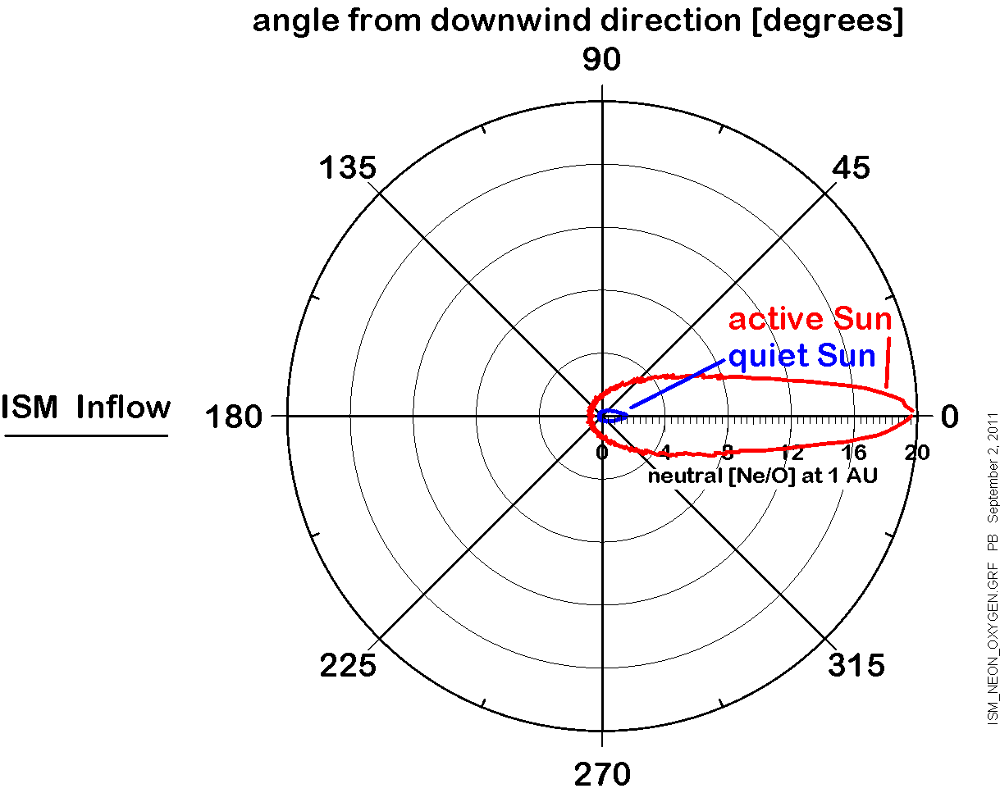 angle from downwind direction [degrees]
90
135
45
active Sun
quiet Sun
ISM Inflow
180
0
0 4 8 12 16 20
neutral [Ne/O] at 1 AU
225
315
270
ISM_NEON_OXYGEN.GRF PB September 2, 2011